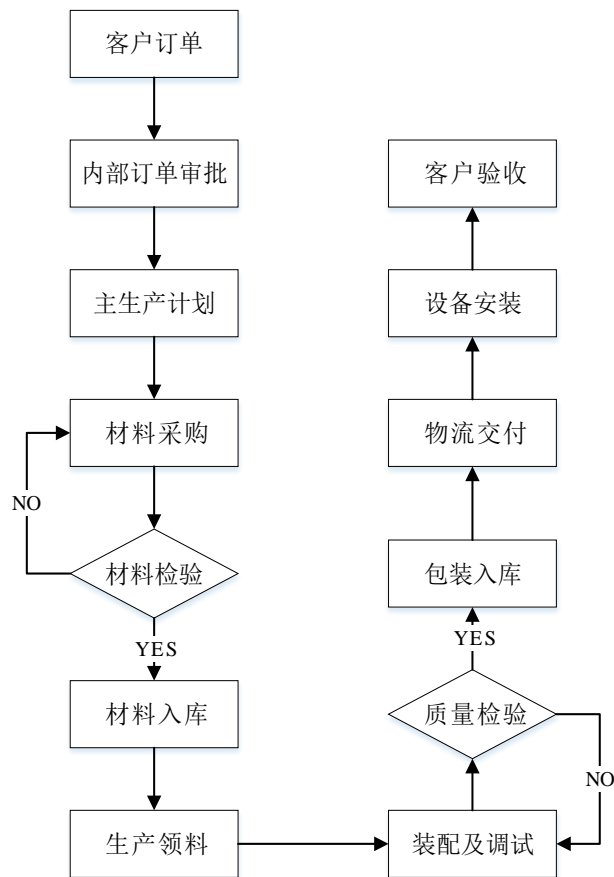 客户订单
内部订单审批
主生产计划
材料采购
NO
材料检验
YES
材料入库
生产领料
装配及调试
质量检验
NO
YES
包装入库
物流交付
设备安装
客户验收